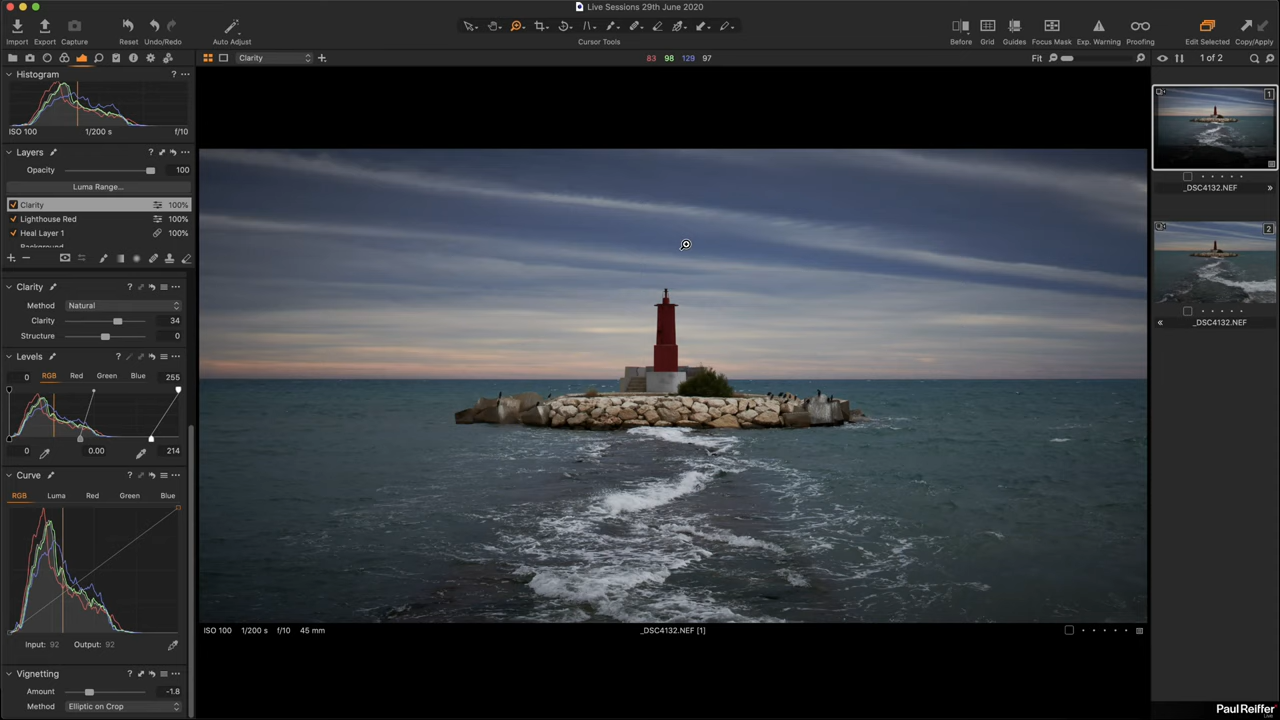 Live Sessions 29th June 2020
Import Export Capture Reset Undo/Redo Auto Adjust Cursor Tools Before Grid Guides Focus Mask Exp. Warning Proofing Edit Selected Copy/Apply
Clarity
83 98 129 97
Fit
1 of 2
Histogram
ISO 100 1/200 s f/10
Layers
Opacity 100
Luma Range...
Clarity 100%
Lighthouse Red 100%
Heal Layer 1 100%
Background
Clarity
Method Natural
Clarity 34
Structure 0
Levels
0 RGB Red Green Blue 255
0 0.00 214
Curve
RGB Luma Red Green Blue
Input: 92 Output: 92
Vignetting
Amount -1.8
Method Elliptic on Crop
ISO 100 1/200 s f/10 45 mm
_DSC4132.NEF [1]
1
_DSC4132.NEF
2
_DSC4132.NEF
Paul Reiffer
Live